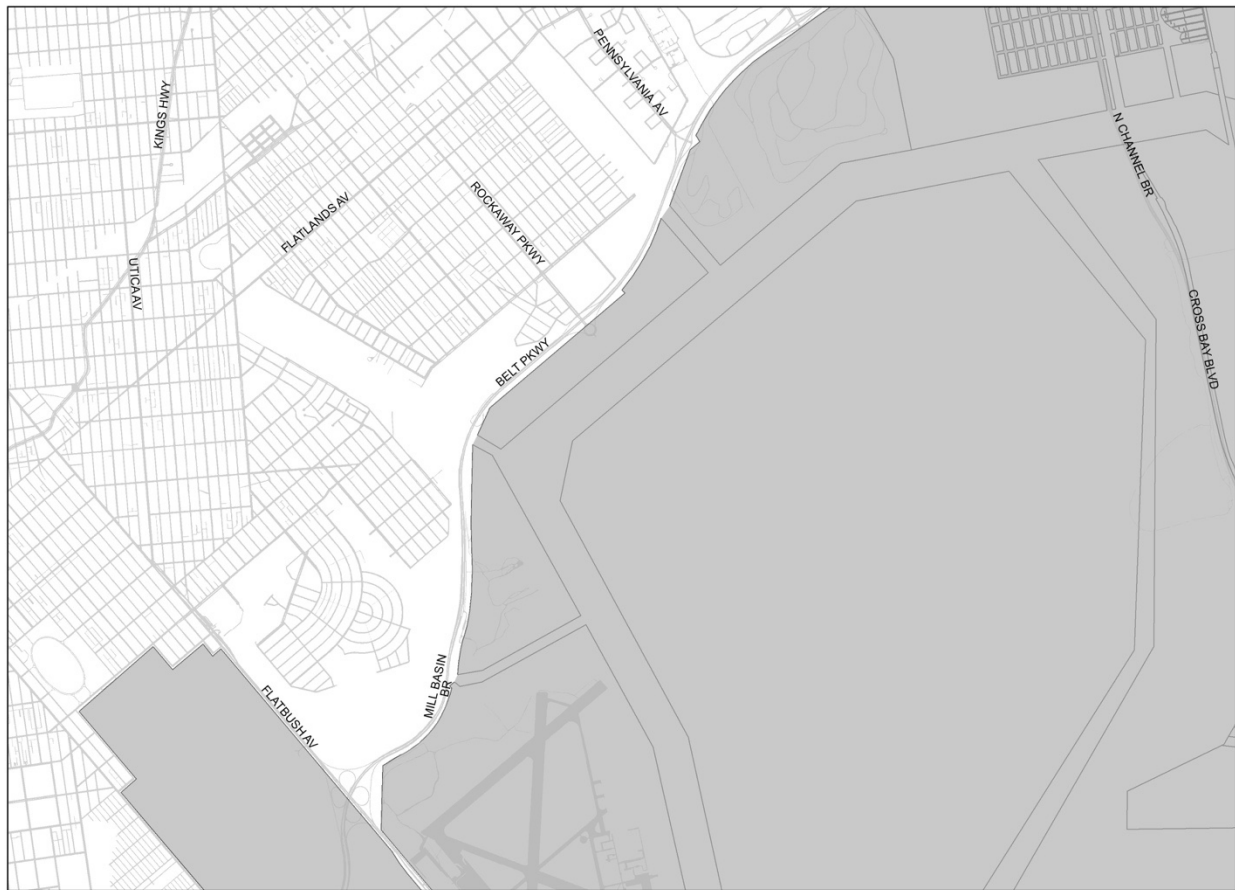 PENNSYLVANIA AV
KINGS HWY
N CHANNEL BR
ROCKAWAY PKWY
FLATLANDS AV
UTICA AV
CROSS BAY BLVD
BELT PKWY
MILL BASIN
BR
FLATBUSH AV